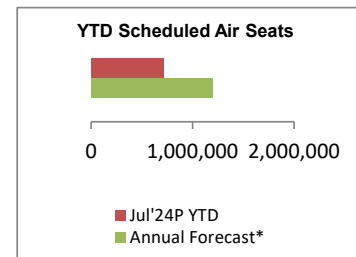 YTD Scheduled Air Seats
0 1,000,000 2,000,000
Jul'24P YTD
Annual Forecast*